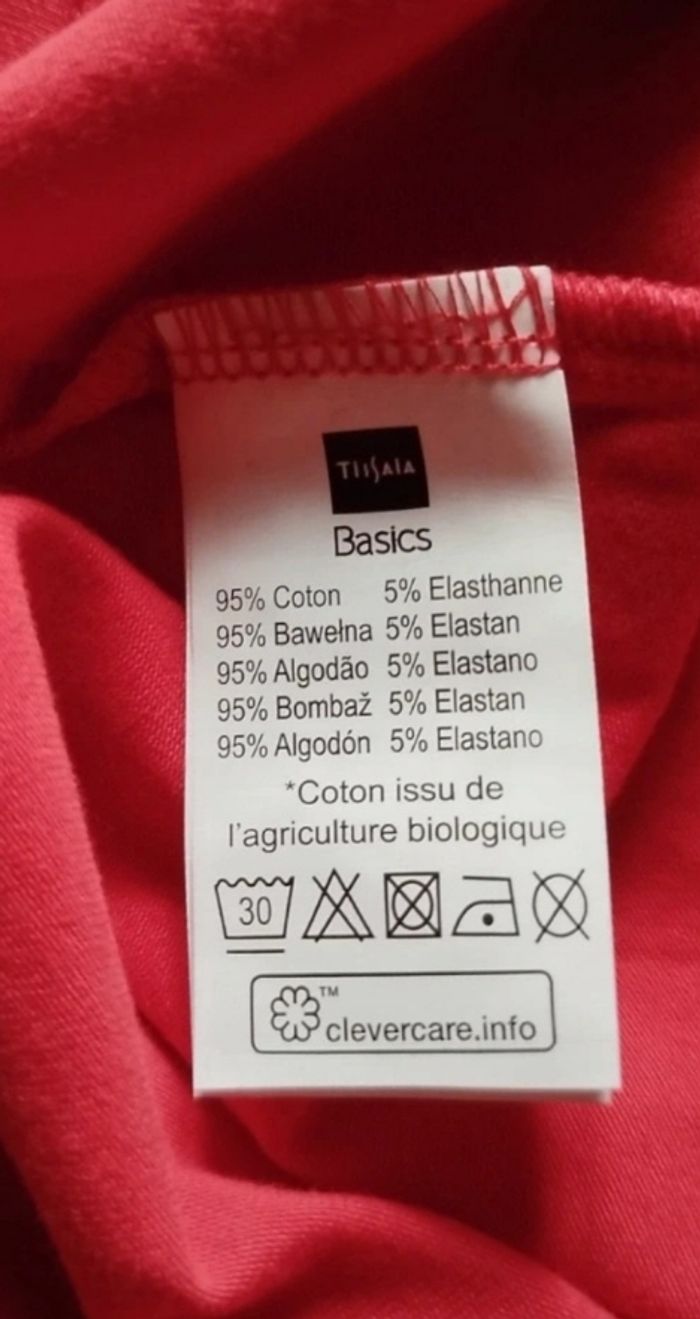 TISSAIA
Basics
95% Coton 5% Elasthanne
95% Bawełna 5% Elastan
95% Algodão 5% Elastano
95% Bombaž 5% Elastan
95% Algodón 5% Elastano
*Coton issu de
l'agriculture biologique
30
TM
clevercare.info